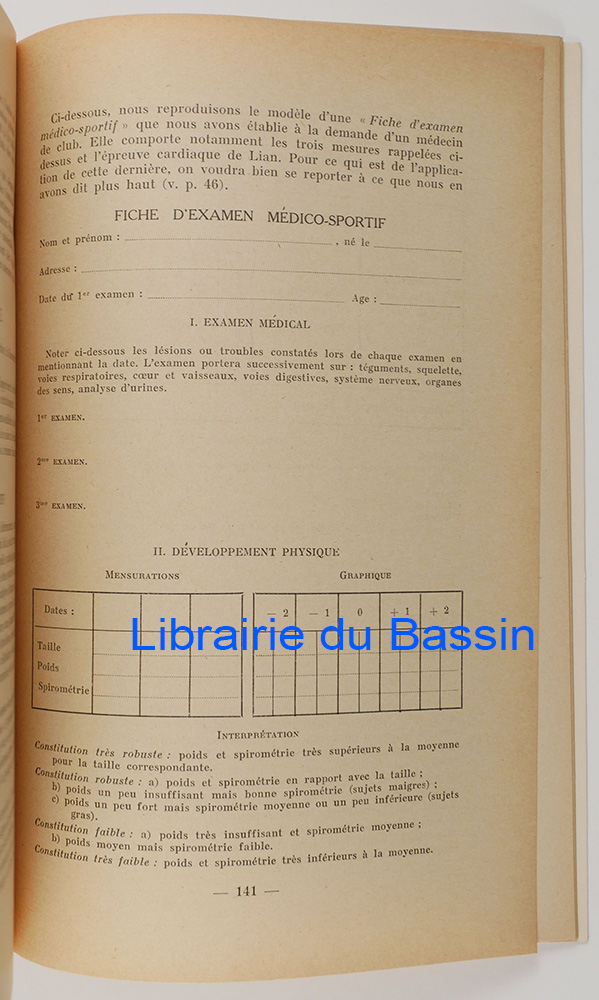 Ci-dessous, nous reproduisons le modèle d'une « Fiche d'examen
médico-sportif » que nous avons établie à la demande d'un médecin
de club. Elle comporte notamment les trois mesures rappelées ci-
dessus et l'épreuve cardiaque de Lian. Pour ce qui est de l'applica-
tion de cette dernière, on voudra bien se reporter à ce que nous en
avons dit plus haut (v. p. 46).
FICHE D'EXAMEN MÉDICO-SPORTIF
Nom et prénom : , né le
Adresse :
Date du 1er examen : Age :
I. EXAMEN MÉDICAL
Noter ci-dessous les lésions ou troubles constatés lors de chaque examen en
mentionnant la date. L'examen portera successivement sur : téguments, squelette,
voies respiratoires, cœur et vaisseaux, voies digestives, système nerveux, organes
des sens, analyse d'urines.
1er EXAMEN.
2me EXAMEN.
3me EXAMEN.
II. DÉVELOPPEMENT PHYSIQUE
MENSURATIONS GRAPHIQUE
Dates : — 2 — 1 0 + 1 + 2
Librairie du Bassin
Taille
Poids
Spirométrie
INTERPRÉTATION
Constitution très robuste : poids et spirométrie très supérieurs à la moyenne
pour la taille correspondante.
Constitution robuste : a) poids et spirométrie en rapport avec la taille ;
b) poids un peu insuffisant mais bonne spirométrie (sujets maigres) ;
c) poids un peu fort mais spirométrie moyenne ou un peu inférieure (sujets
gras).
Constitution faible : a) poids très insuffisant et spirométrie moyenne ;
b) poids moyen mais spirométrie faible.
Constitution très faible : poids et spirométrie très inférieurs à la moyenne.
— 141 —